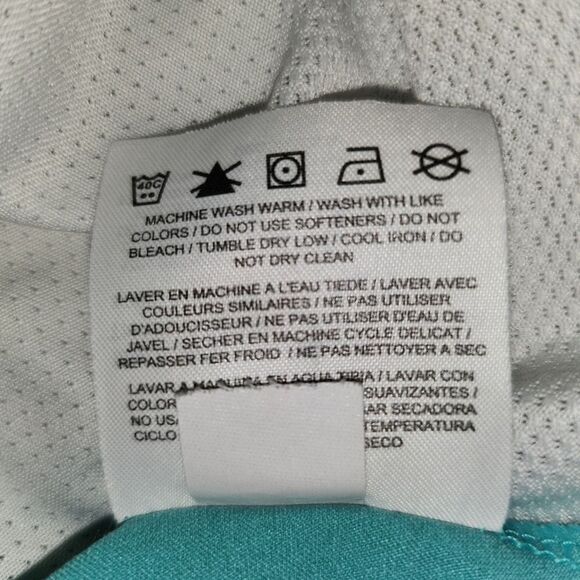 40C
MACHINE WASH WARM / WASH WITH LIKE
COLORS / DO NOT USE SOFTENERS / DO NOT
BLEACH / TUMBLE DRY LOW / COOL IRON / DO
NOT DRY CLEAN
LAVER EN MACHINE A L'EAU TIEDE / LAVER AVEC
COULEURS SIMILAIRES / NE PAS UTILISER
D'ADOUCISSEUR / NE PAS UTILISER D'EAU DE
JAVEL / SECHER EN MACHINE CYCLE DELICAT /
REPASSER FER FROID / NE PAS NETTOYER A SEC
LAVAR A MAQUINA EN AGUA TIBIA / LAVAR CON
COLOR SUAVIZANTES /
NO SECADORA
CICLO TEMPERATURA
SECO